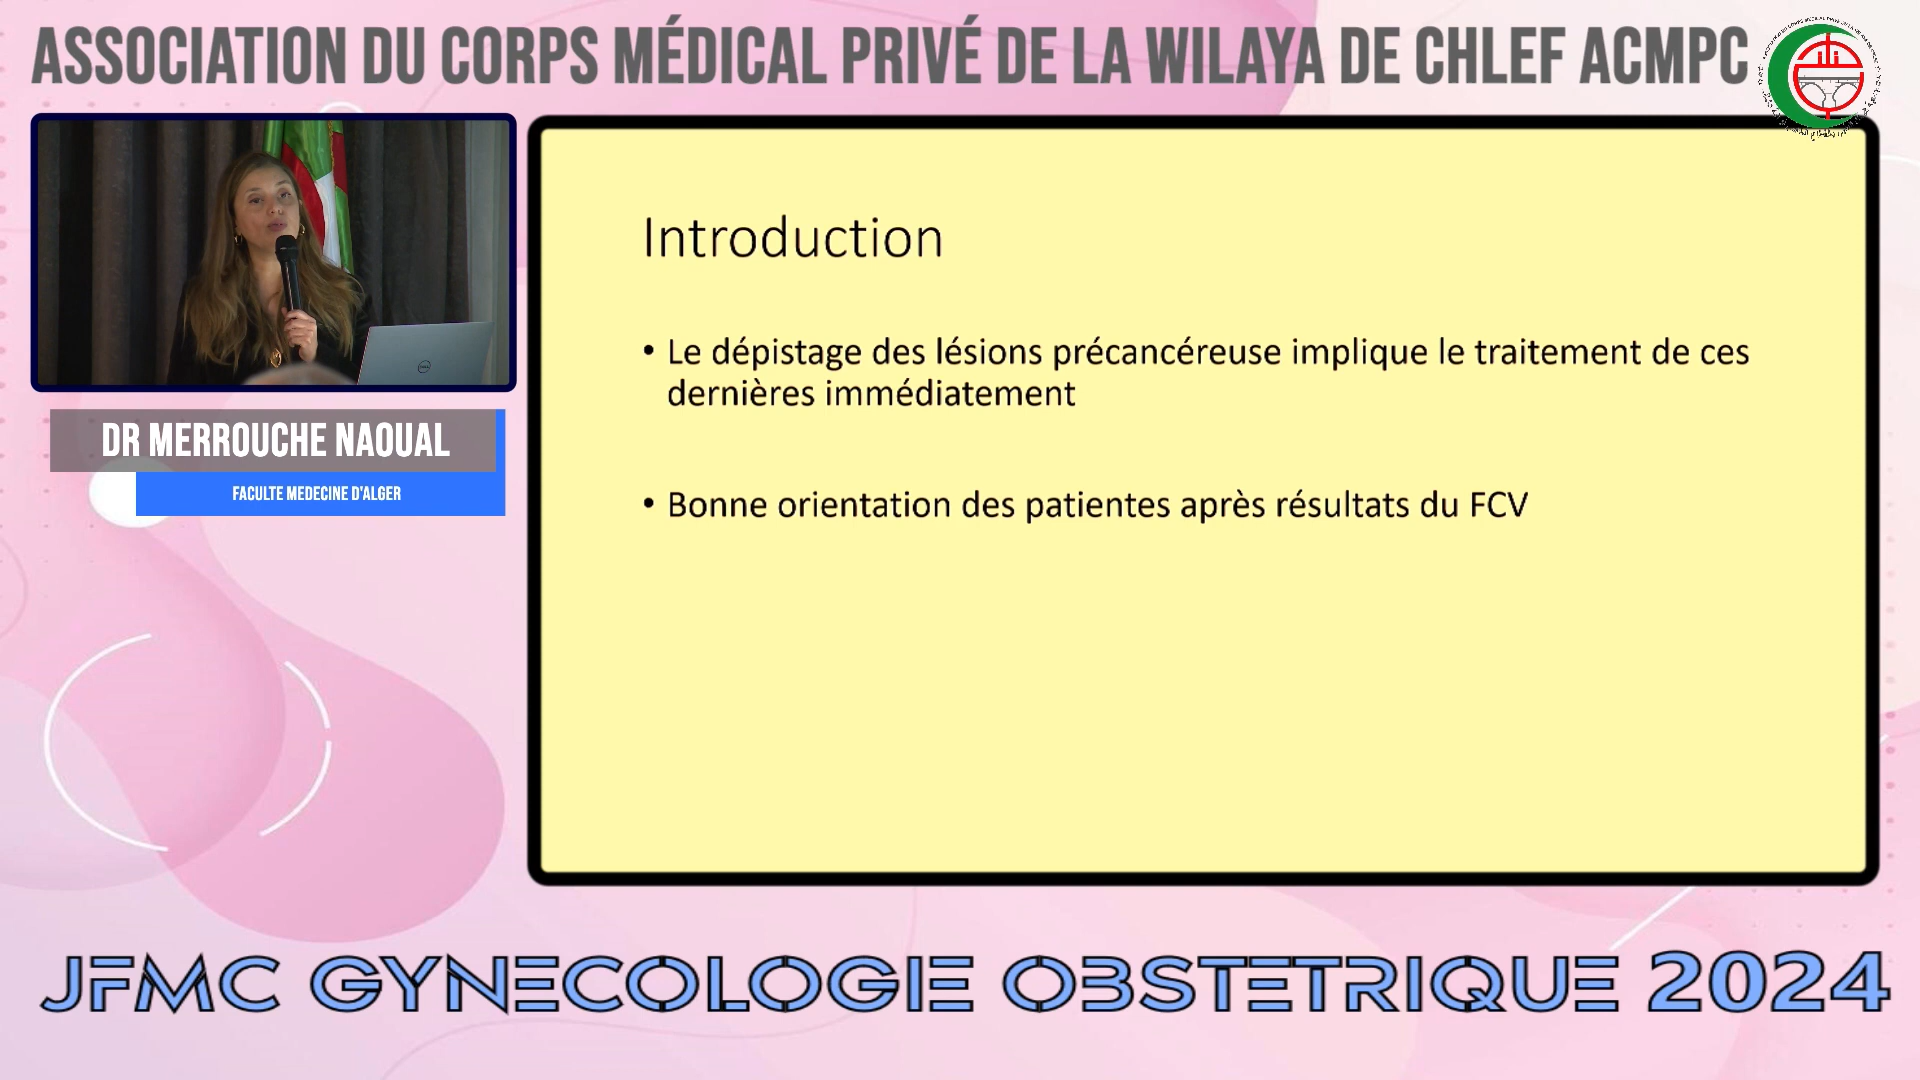 ASSOCIATION DU CORPS MÉDICAL PRIVÉ DE LA WILAYA DE CHLEF ACMPC
DR MERROUCHE NAOUAL
FACULTE MEDECINE D'ALGER
Introduction
• Le dépistage des lésions précancéreuse implique le traitement de ces
dernières immédiatement
• Bonne orientation des patientes après résultats du FCV
JFMC GYNECOLOGIE OBSTETRIQUE 2024